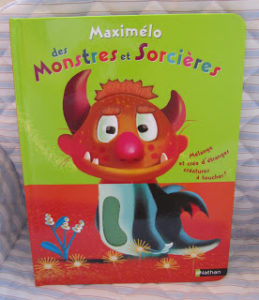 Maximélo
des Monstres et Sorcières
Mélange
et crée d'étranges
créatures
à toucher!
Nathan